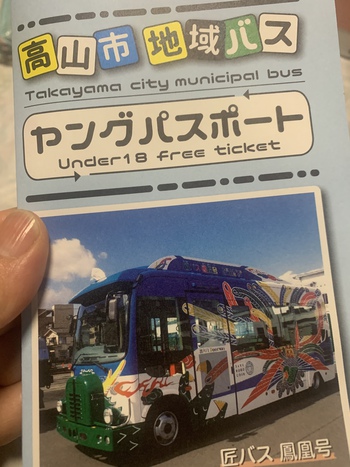 高山市 地域バス
Takayama city municipal bus
ヤングパスポート
Under18 free ticket
匠バス 鳳凰号